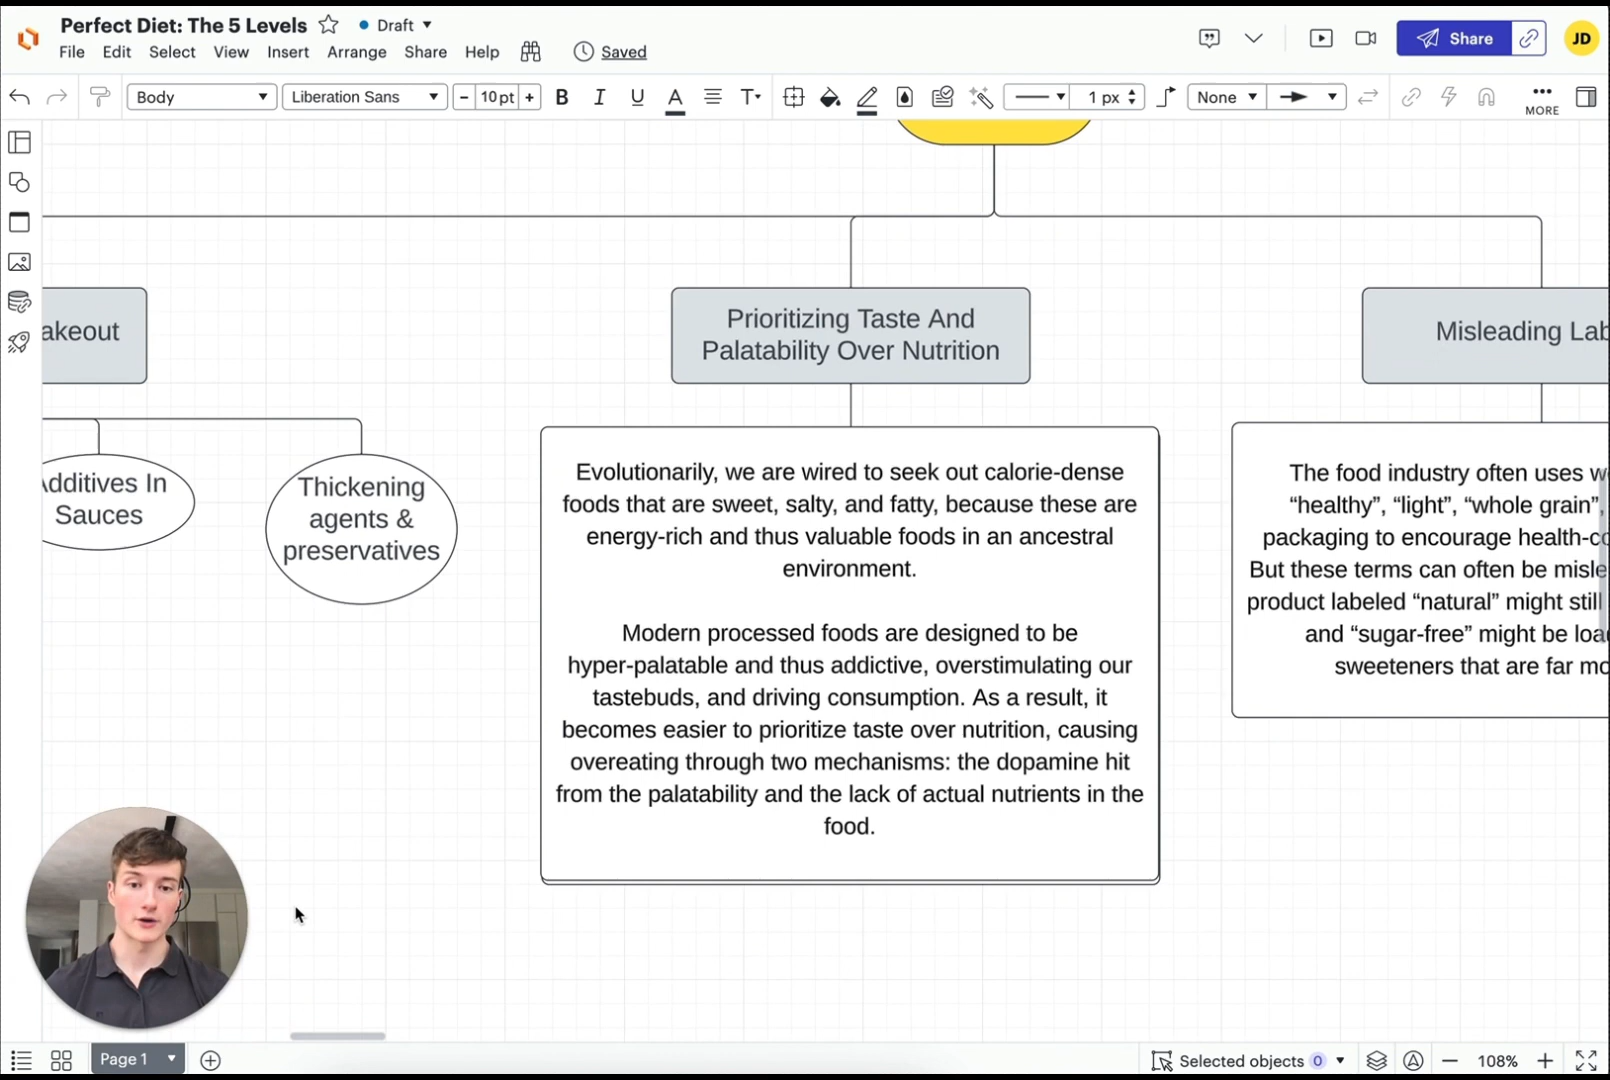 Perfect Diet: The 5 Levels
Draft
File Edit Select View Insert Arrange Share Help
Saved
Share
JD
Body
Liberation Sans
- 10 pt +
B I U A T
1 px
None
MORE
akeout
Prioritizing Taste And
Palatability Over Nutrition
Misleading Lab
Additives In
Sauces
Thickening
agents &
preservatives
Evolutionarily, we are wired to seek out calorie-dense
foods that are sweet, salty, and fatty, because these are
energy-rich and thus valuable foods in an ancestral
environment.
Modern processed foods are designed to be
hyper-palatable and thus addictive, overstimulating our
tastebuds, and driving consumption. As a result, it
becomes easier to prioritize taste over nutrition, causing
overeating through two mechanisms: the dopamine hit
from the palatability and the lack of actual nutrients in the
food.
The food industry often uses w
“healthy”, “light”, “whole grain”,
packaging to encourage health-co
But these terms can often be misle
product labeled “natural” might still
and “sugar-free” might be loa
sweeteners that are far mo
Page 1
Selected objects 0
108%